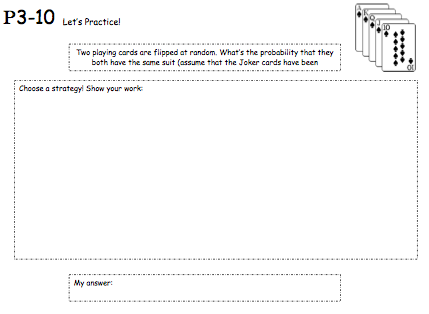 P3-10 Let's Practice!
Two playing cards are flipped at random. What's the probability that they
both have the same suit (assume that the Joker cards have been
Choose a strategy! Show your work:
My answer:
A
K
Q
J
10
10